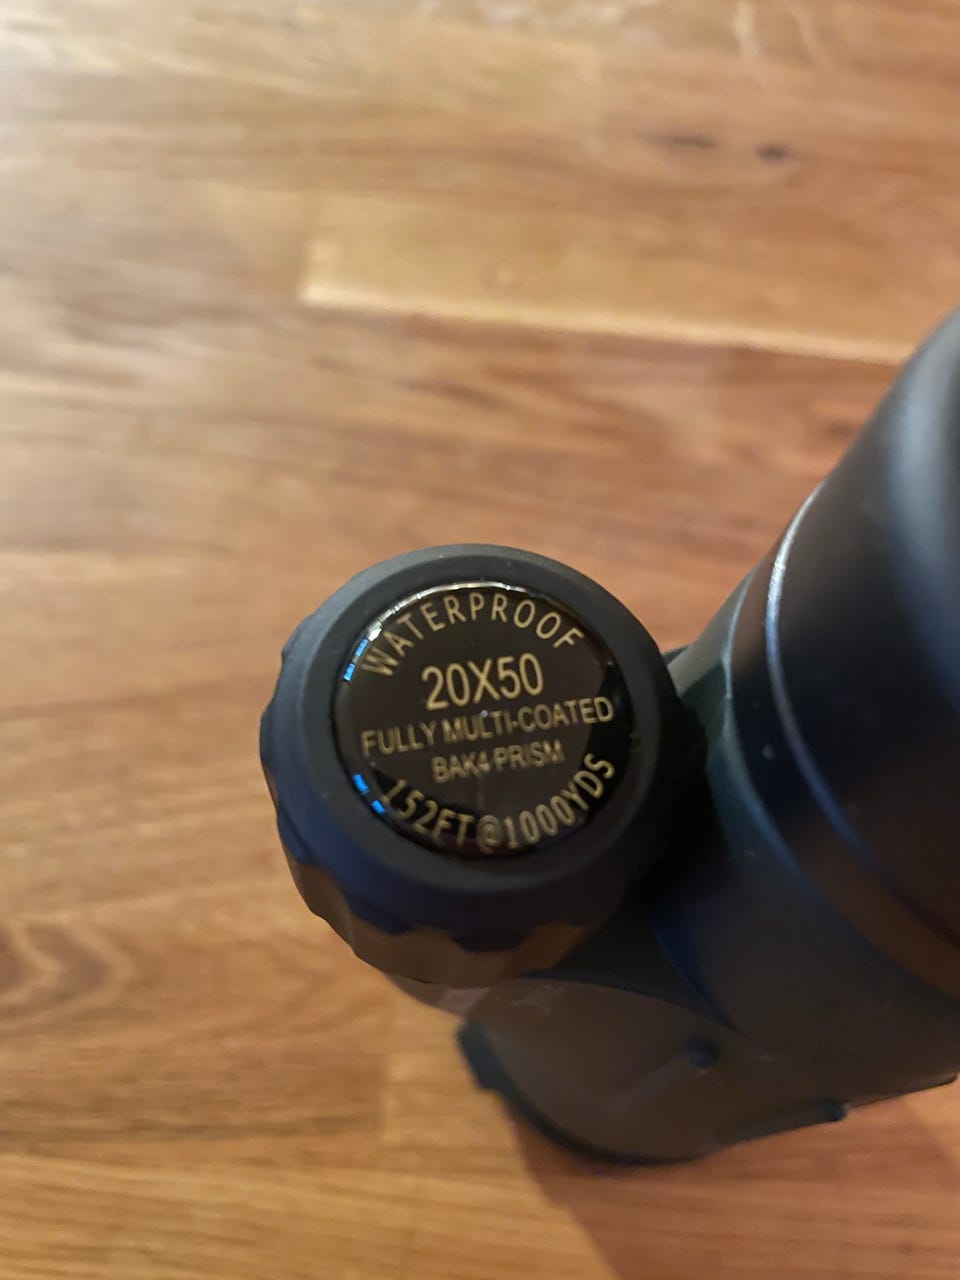 WATERPROOF
20X50
FULLY MULTI-COATED
BAK4 PRISM
152FT@1000YDS